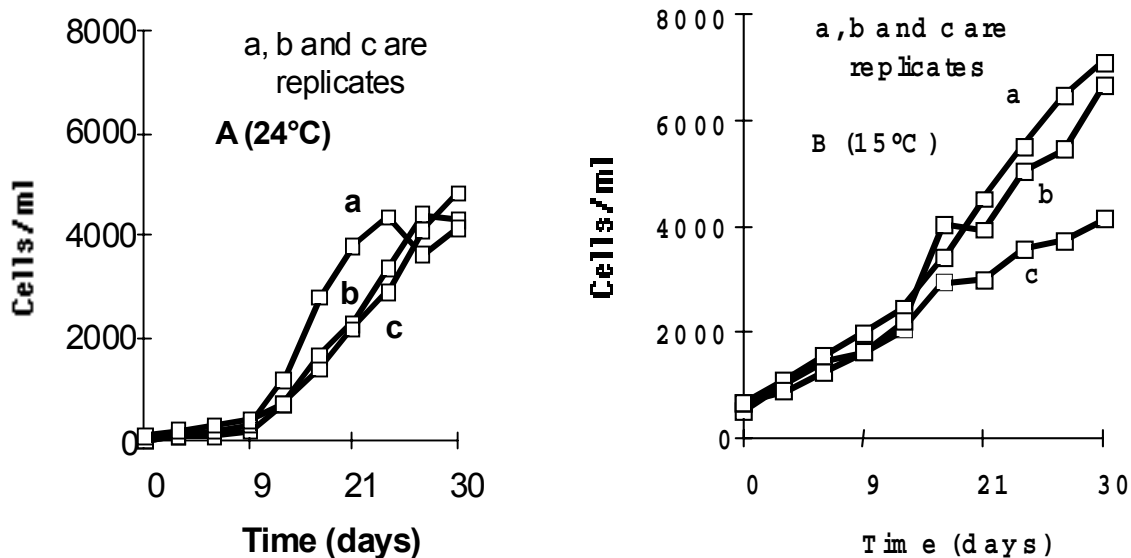 8000
6000
4000
2000
0
Cells/ml
a, b and c are
replicates
A (24°C)
a
b
c
0 9 21 30
Time (days)
8000
6000
4000
2000
0
Cells/ml
a, b and c are
replicates
B (15°C)
a
b
c
0 9 21 30
Time (days)